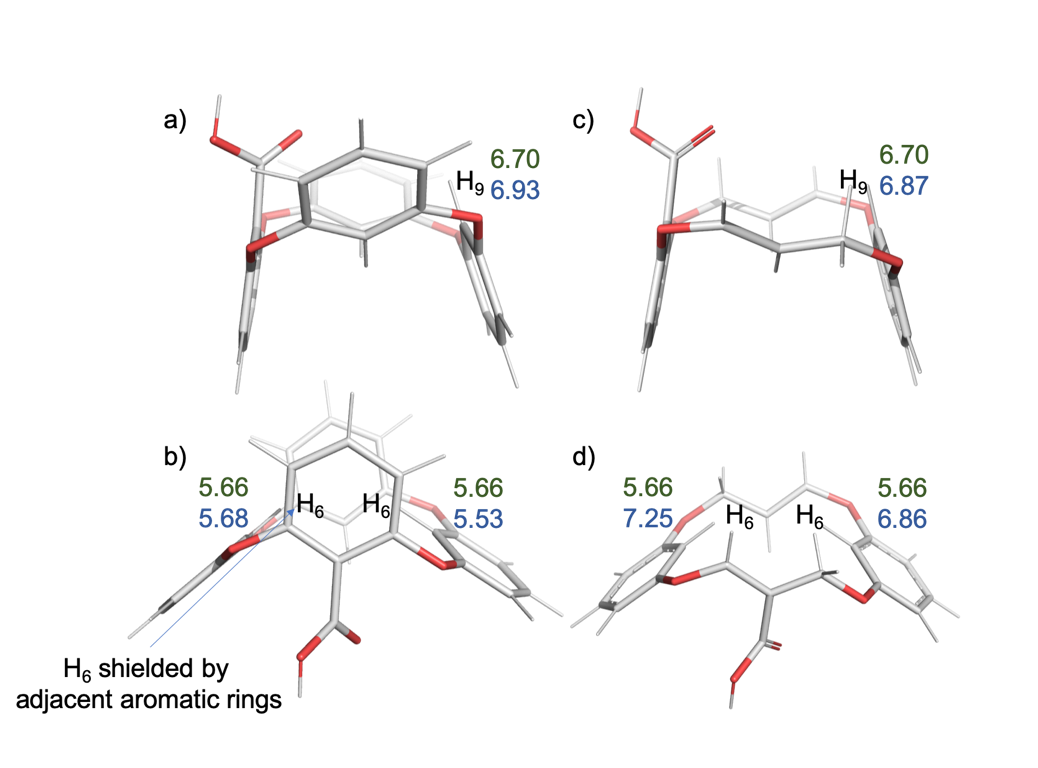 a)
6.70
H₉ 6.93
c)
6.70
H₉ 6.87
b)
5.66
5.68
H₆
H₆
5.66
5.53
d)
5.66
7.25
H₆
H₆
5.66
6.86
H₆ shielded by
adjacent aromatic rings